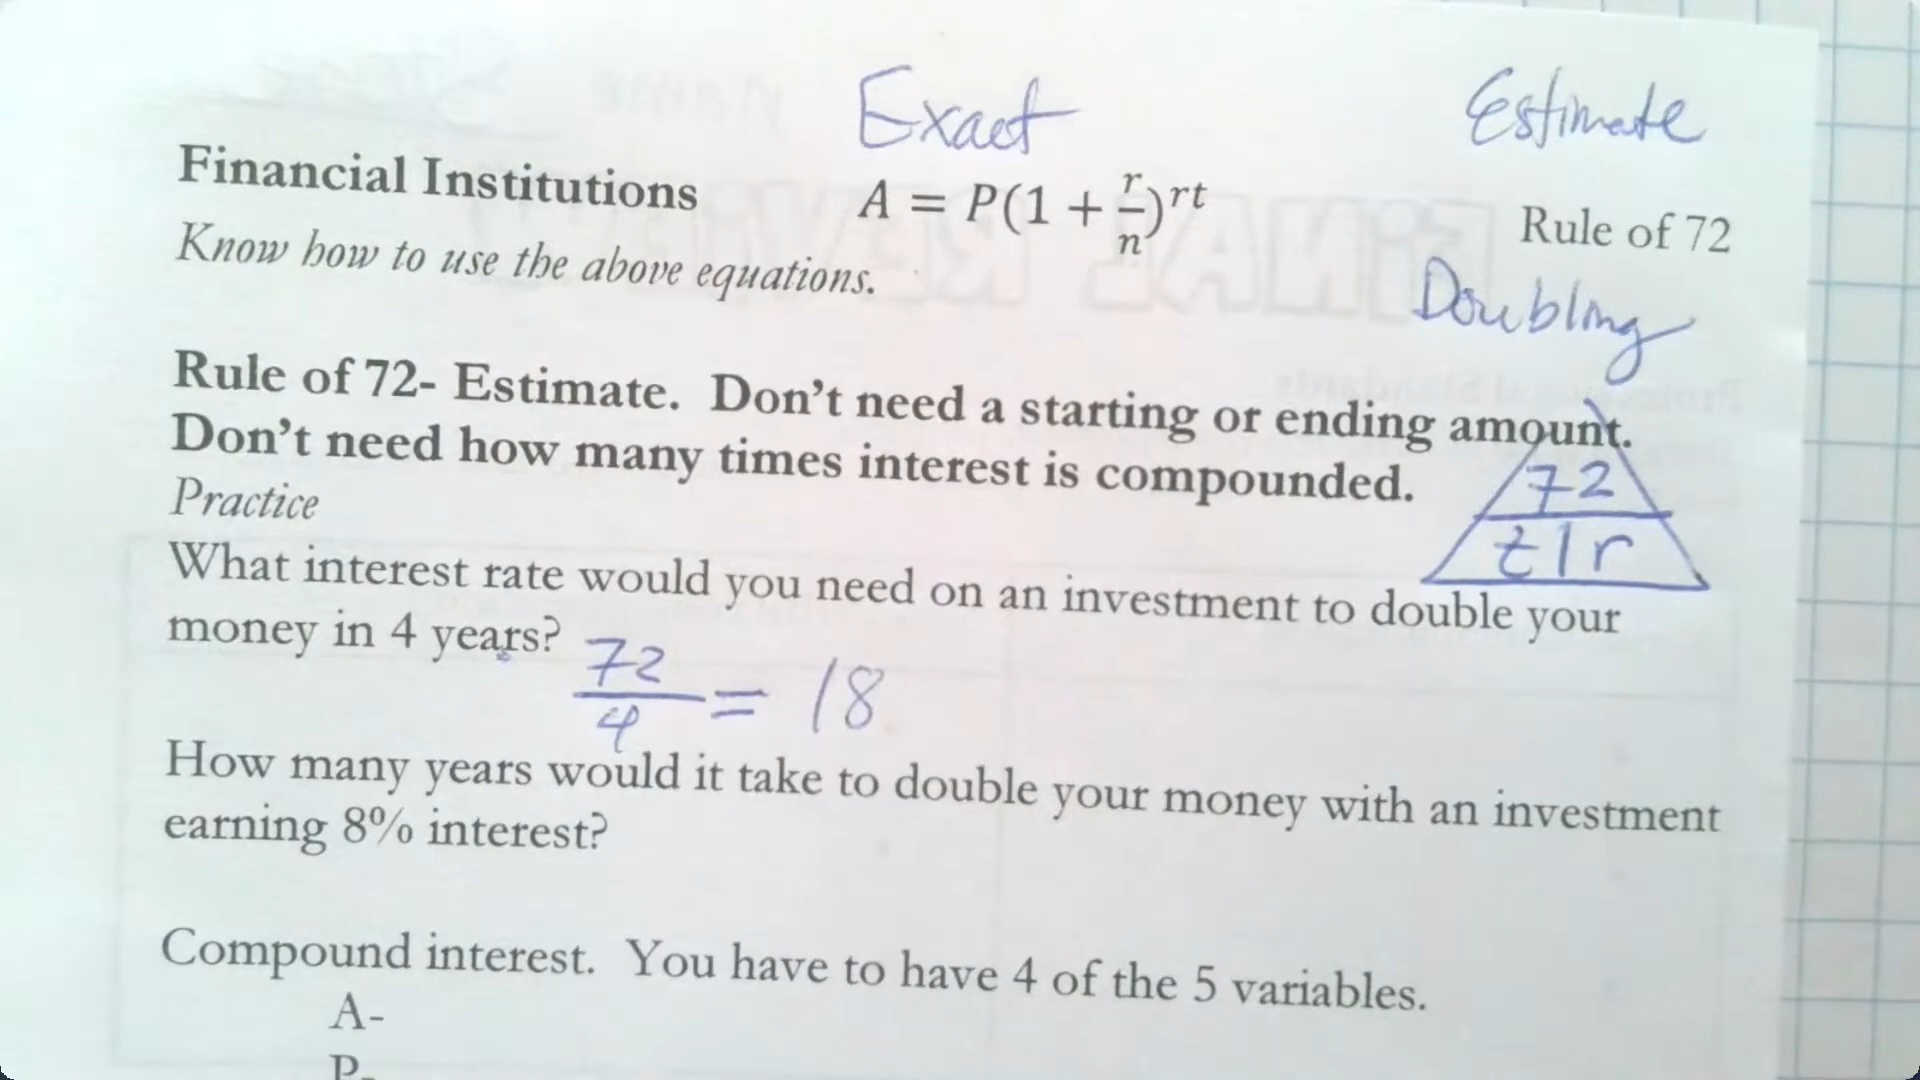 Exact
Estimate
Financial Institutions
A = P(1 + r/n)^rt
Rule of 72
Know how to use the above equations.
Doubling
Rule of 72- Estimate. Don't need a starting or ending amount.
Don't need how many times interest is compounded.
72
t | r
Practice
What interest rate would you need on an investment to double your
money in 4 years?
72/4 = 18
How many years would it take to double your money with an investment
earning 8% interest?
Compound interest. You have to have 4 of the 5 variables.
A-
P-